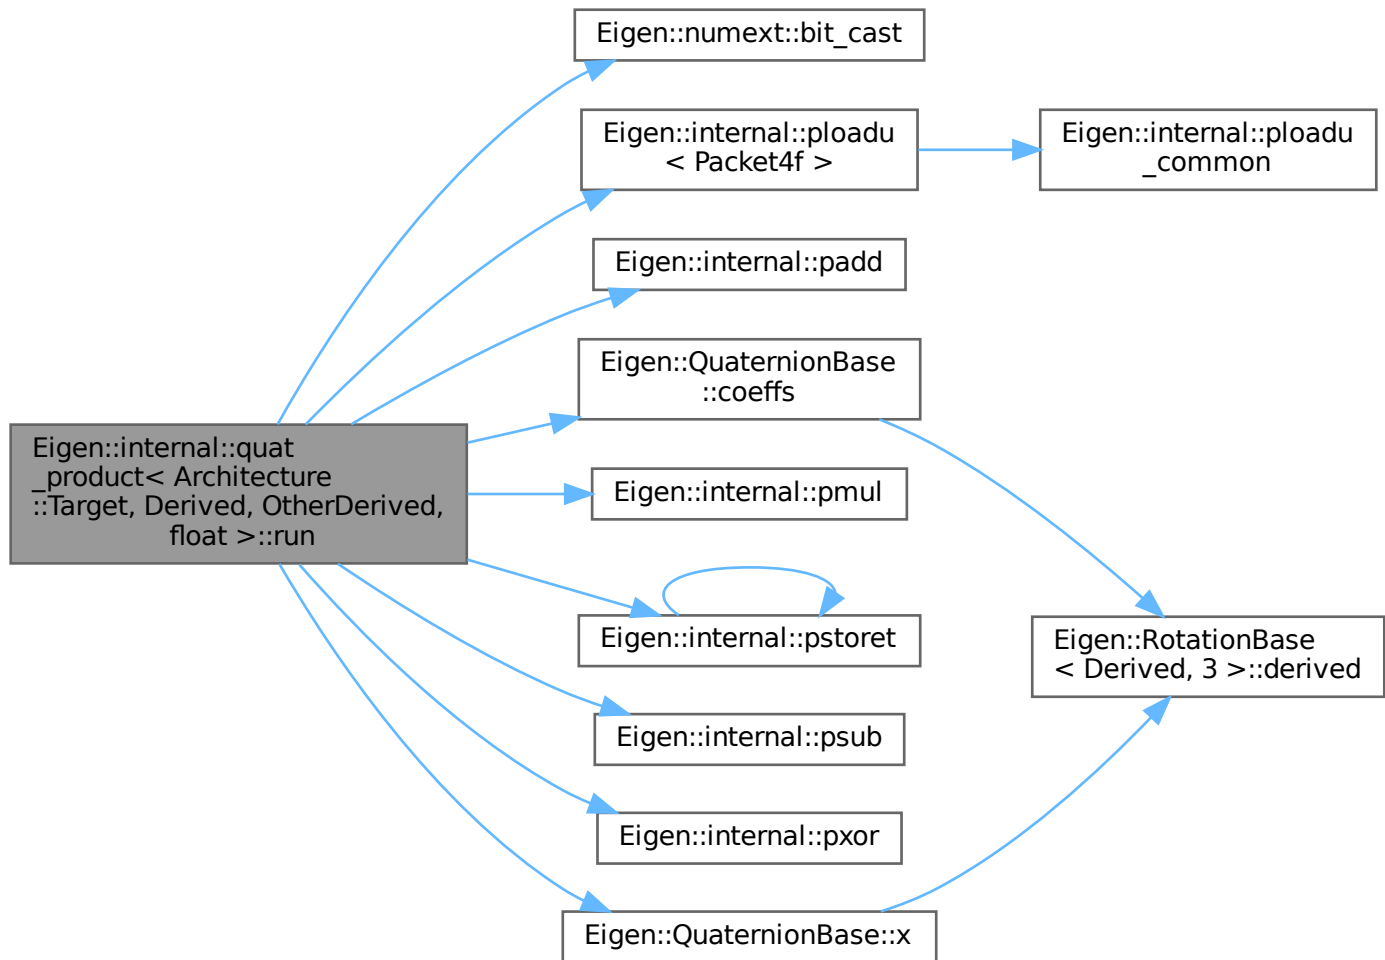 Eigen::numext::bit_cast
Eigen::internal::ploadu
< Packet4f >
Eigen::internal::ploadu
_common
Eigen::internal::padd
Eigen::QuaternionBase
::coeffs
Eigen::internal::quat
_product< Architecture
::Target, Derived, OtherDerived,
float >::run
Eigen::internal::pmul
Eigen::internal::pstoret
Eigen::RotationBase
< Derived, 3 >::derived
Eigen::internal::psub
Eigen::internal::pxor
Eigen::QuaternionBase::x